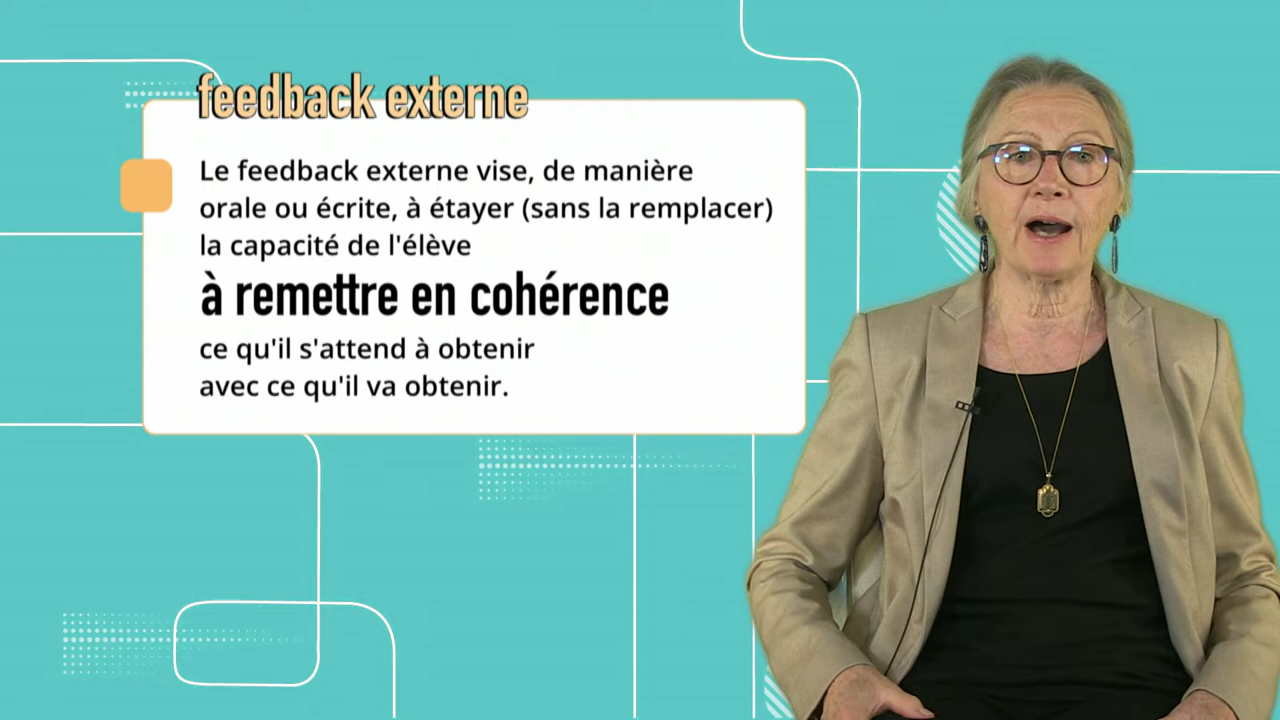 feedback externe
Le feedback externe vise, de manière
orale ou écrite, à étayer (sans la remplacer)
la capacité de l'élève
à remettre en cohérence
ce qu'il s'attend à obtenir
avec ce qu'il va obtenir.